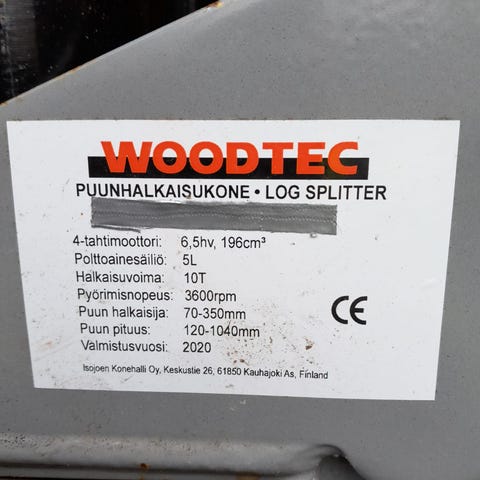 WOODTEC
PUUNHALKAISUKONE • LOG SPLITTER
4-tahtimoottori: 6,5hv, 196cm³
Polttoainesäiliö: 5L
Halkaisuvoima: 10T
Pyörimisnopeus: 3600rpm
Puun halkaisija: 70-350mm
Puun pituus: 120-1040mm
Valmistusvuosi: 2020
CE
Isojoen Konehalli Oy, Keskustie 26, 61850 Kauhajoki As, Finland